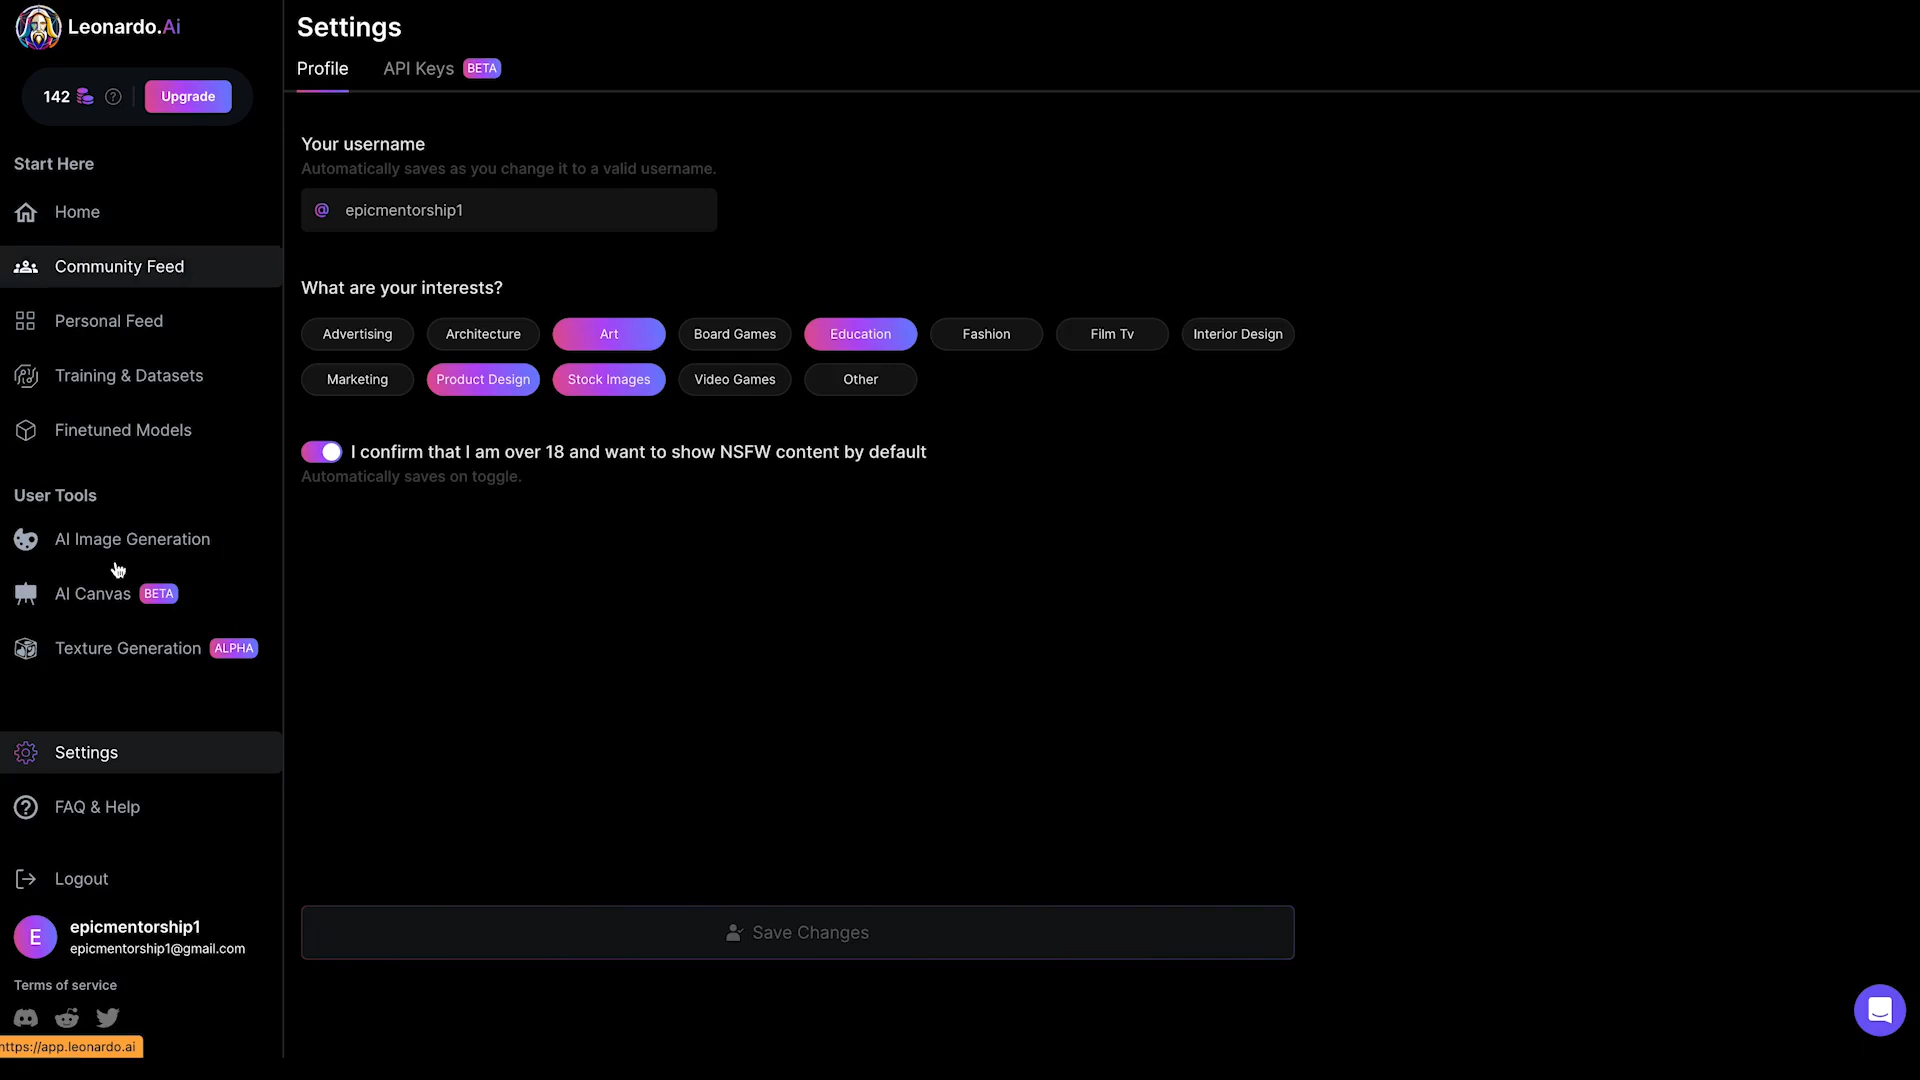 Leonardo.Ai
142
Upgrade
Start Here
Home
Community Feed
Personal Feed
Training & Datasets
Finetuned Models
User Tools
AI Image Generation
AI Canvas BETA
Texture Generation ALPHA
Settings
FAQ & Help
Logout
E
epicmentorship1
epicmentorship1@gmail.com
Terms of service
https://app.leonardo.ai
Settings
Profile API Keys BETA
Your username
Automatically saves as you change it to a valid username.
@ epicmentorship1
What are your interests?
Advertising Architecture Art Board Games Education Fashion Film Tv Interior Design
Marketing Product Design Stock Images Video Games Other
I confirm that I am over 18 and want to show NSFW content by default
Automatically saves on toggle.
Save Changes